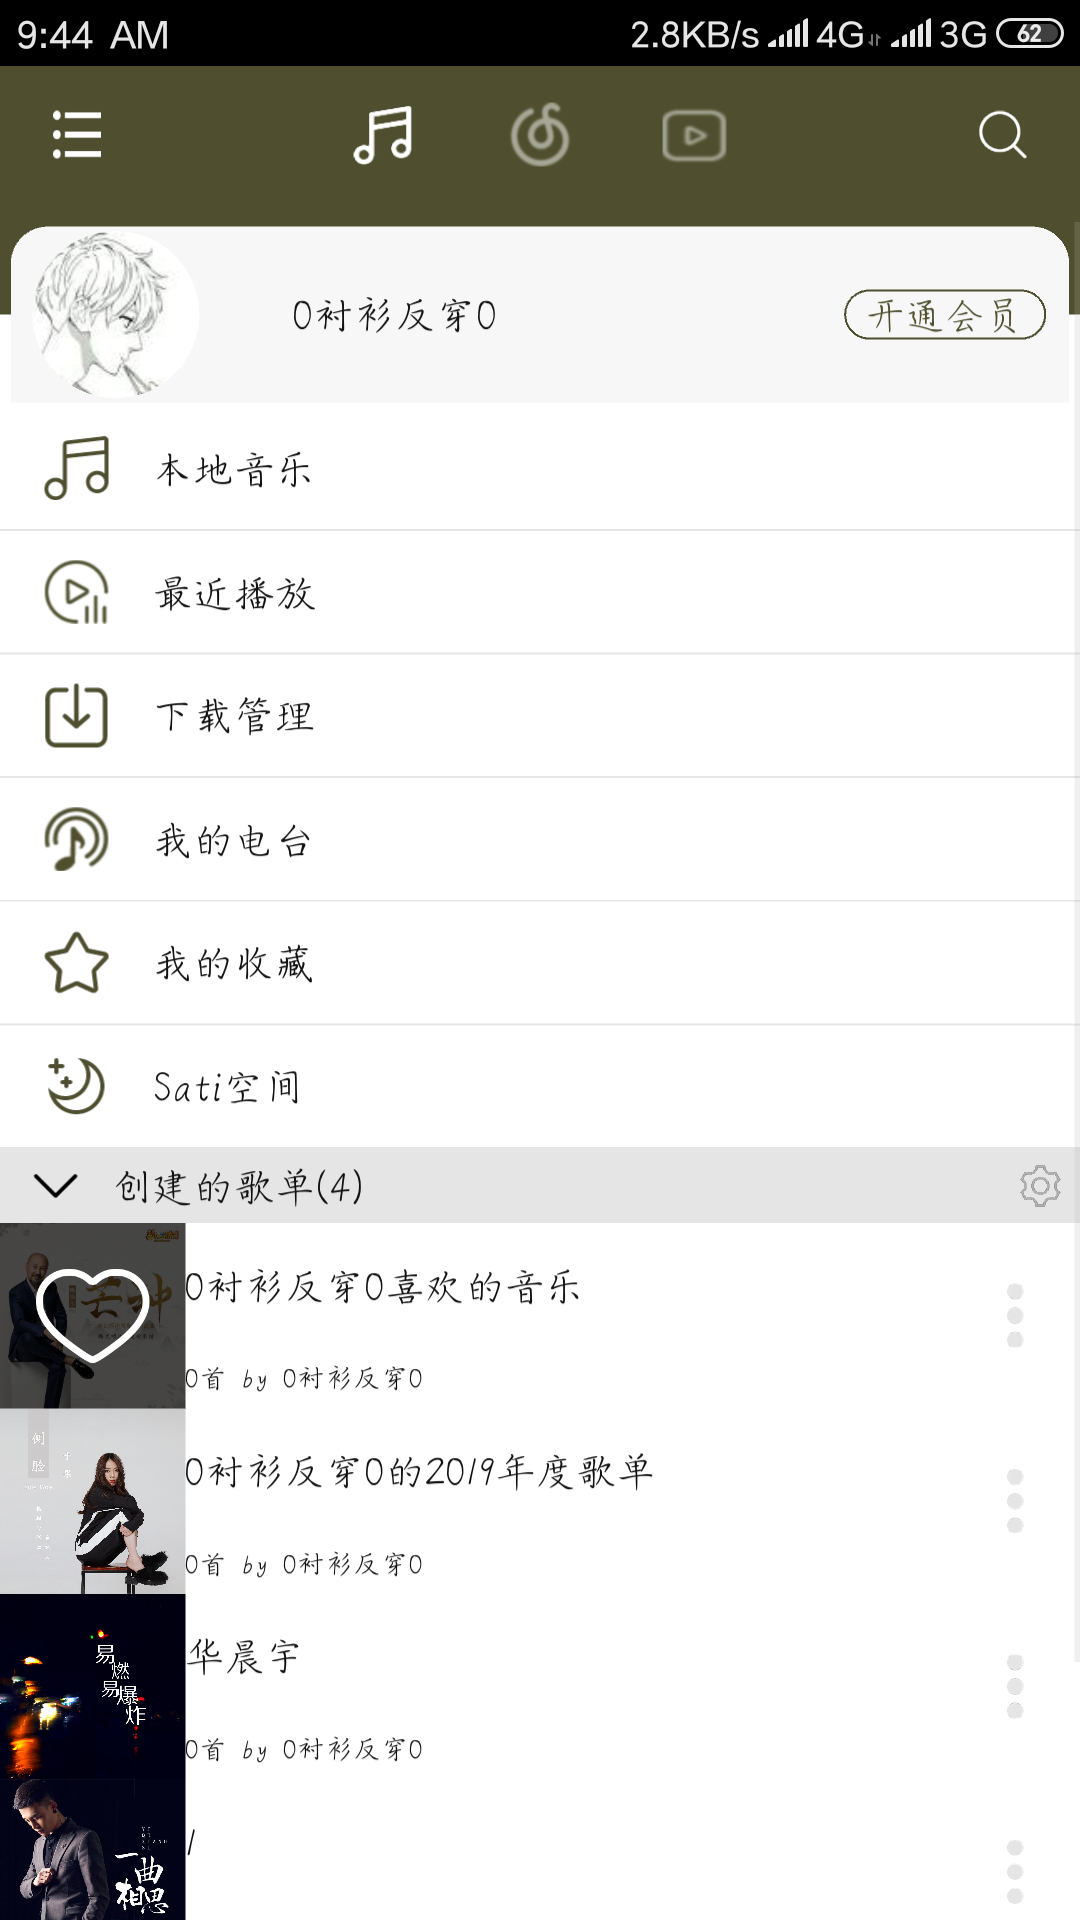 9:44 AM
2.8KB/s 4G 3G 62
0衬衫反穿0
开通会员
本地音乐
最近播放
下载管理
我的电台
我的收藏
Sati空间
创建的歌单(4)
芒种
0衬衫反穿0喜欢的音乐
0首 by 0衬衫反穿0
侧脸
于果
0衬衫反穿0的2019年度歌单
0首 by 0衬衫反穿0
易燃易爆炸
华晨宇
0首 by 0衬衫反穿0
一曲相思
/